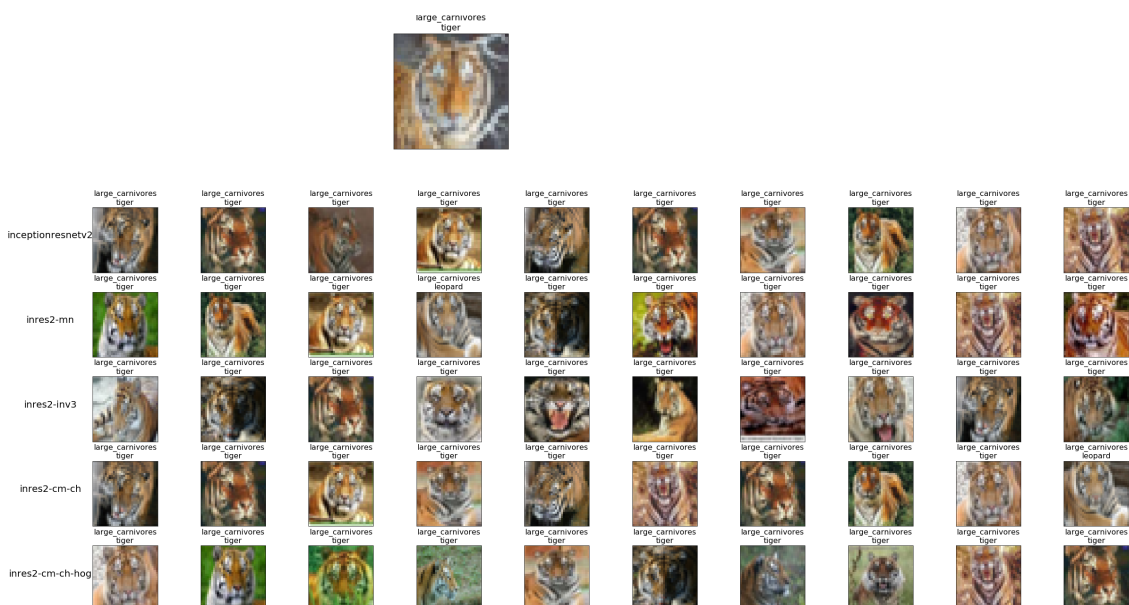 large_carnivores
tiger
large_carnivores large_carnivores large_carnivores large_carnivores large_carnivores large_carnivores large_carnivores large_carnivores large_carnivores large_carnivores
tiger tiger tiger tiger tiger tiger tiger tiger tiger tiger
inceptionresnetv2
large_carnivores large_carnivores large_carnivores large_carnivores large_carnivores large_carnivores large_carnivores large_carnivores large_carnivores large_carnivores
tiger tiger tiger leopard tiger tiger tiger tiger tiger tiger
inres2-mn
large_carnivores large_carnivores large_carnivores large_carnivores large_carnivores large_carnivores large_carnivores large_carnivores large_carnivores large_carnivores
tiger tiger tiger tiger tiger tiger tiger tiger tiger tiger
inres2-inv3
large_carnivores large_carnivores large_carnivores large_carnivores large_carnivores large_carnivores large_carnivores large_carnivores large_carnivores large_carnivores
tiger tiger tiger tiger tiger tiger tiger tiger tiger leopard
inres2-cm-ch
large_carnivores large_carnivores large_carnivores large_carnivores large_carnivores large_carnivores large_carnivores large_carnivores large_carnivores large_carnivores
tiger tiger tiger tiger tiger tiger tiger tiger tiger tiger
inres2-cm-ch-hog